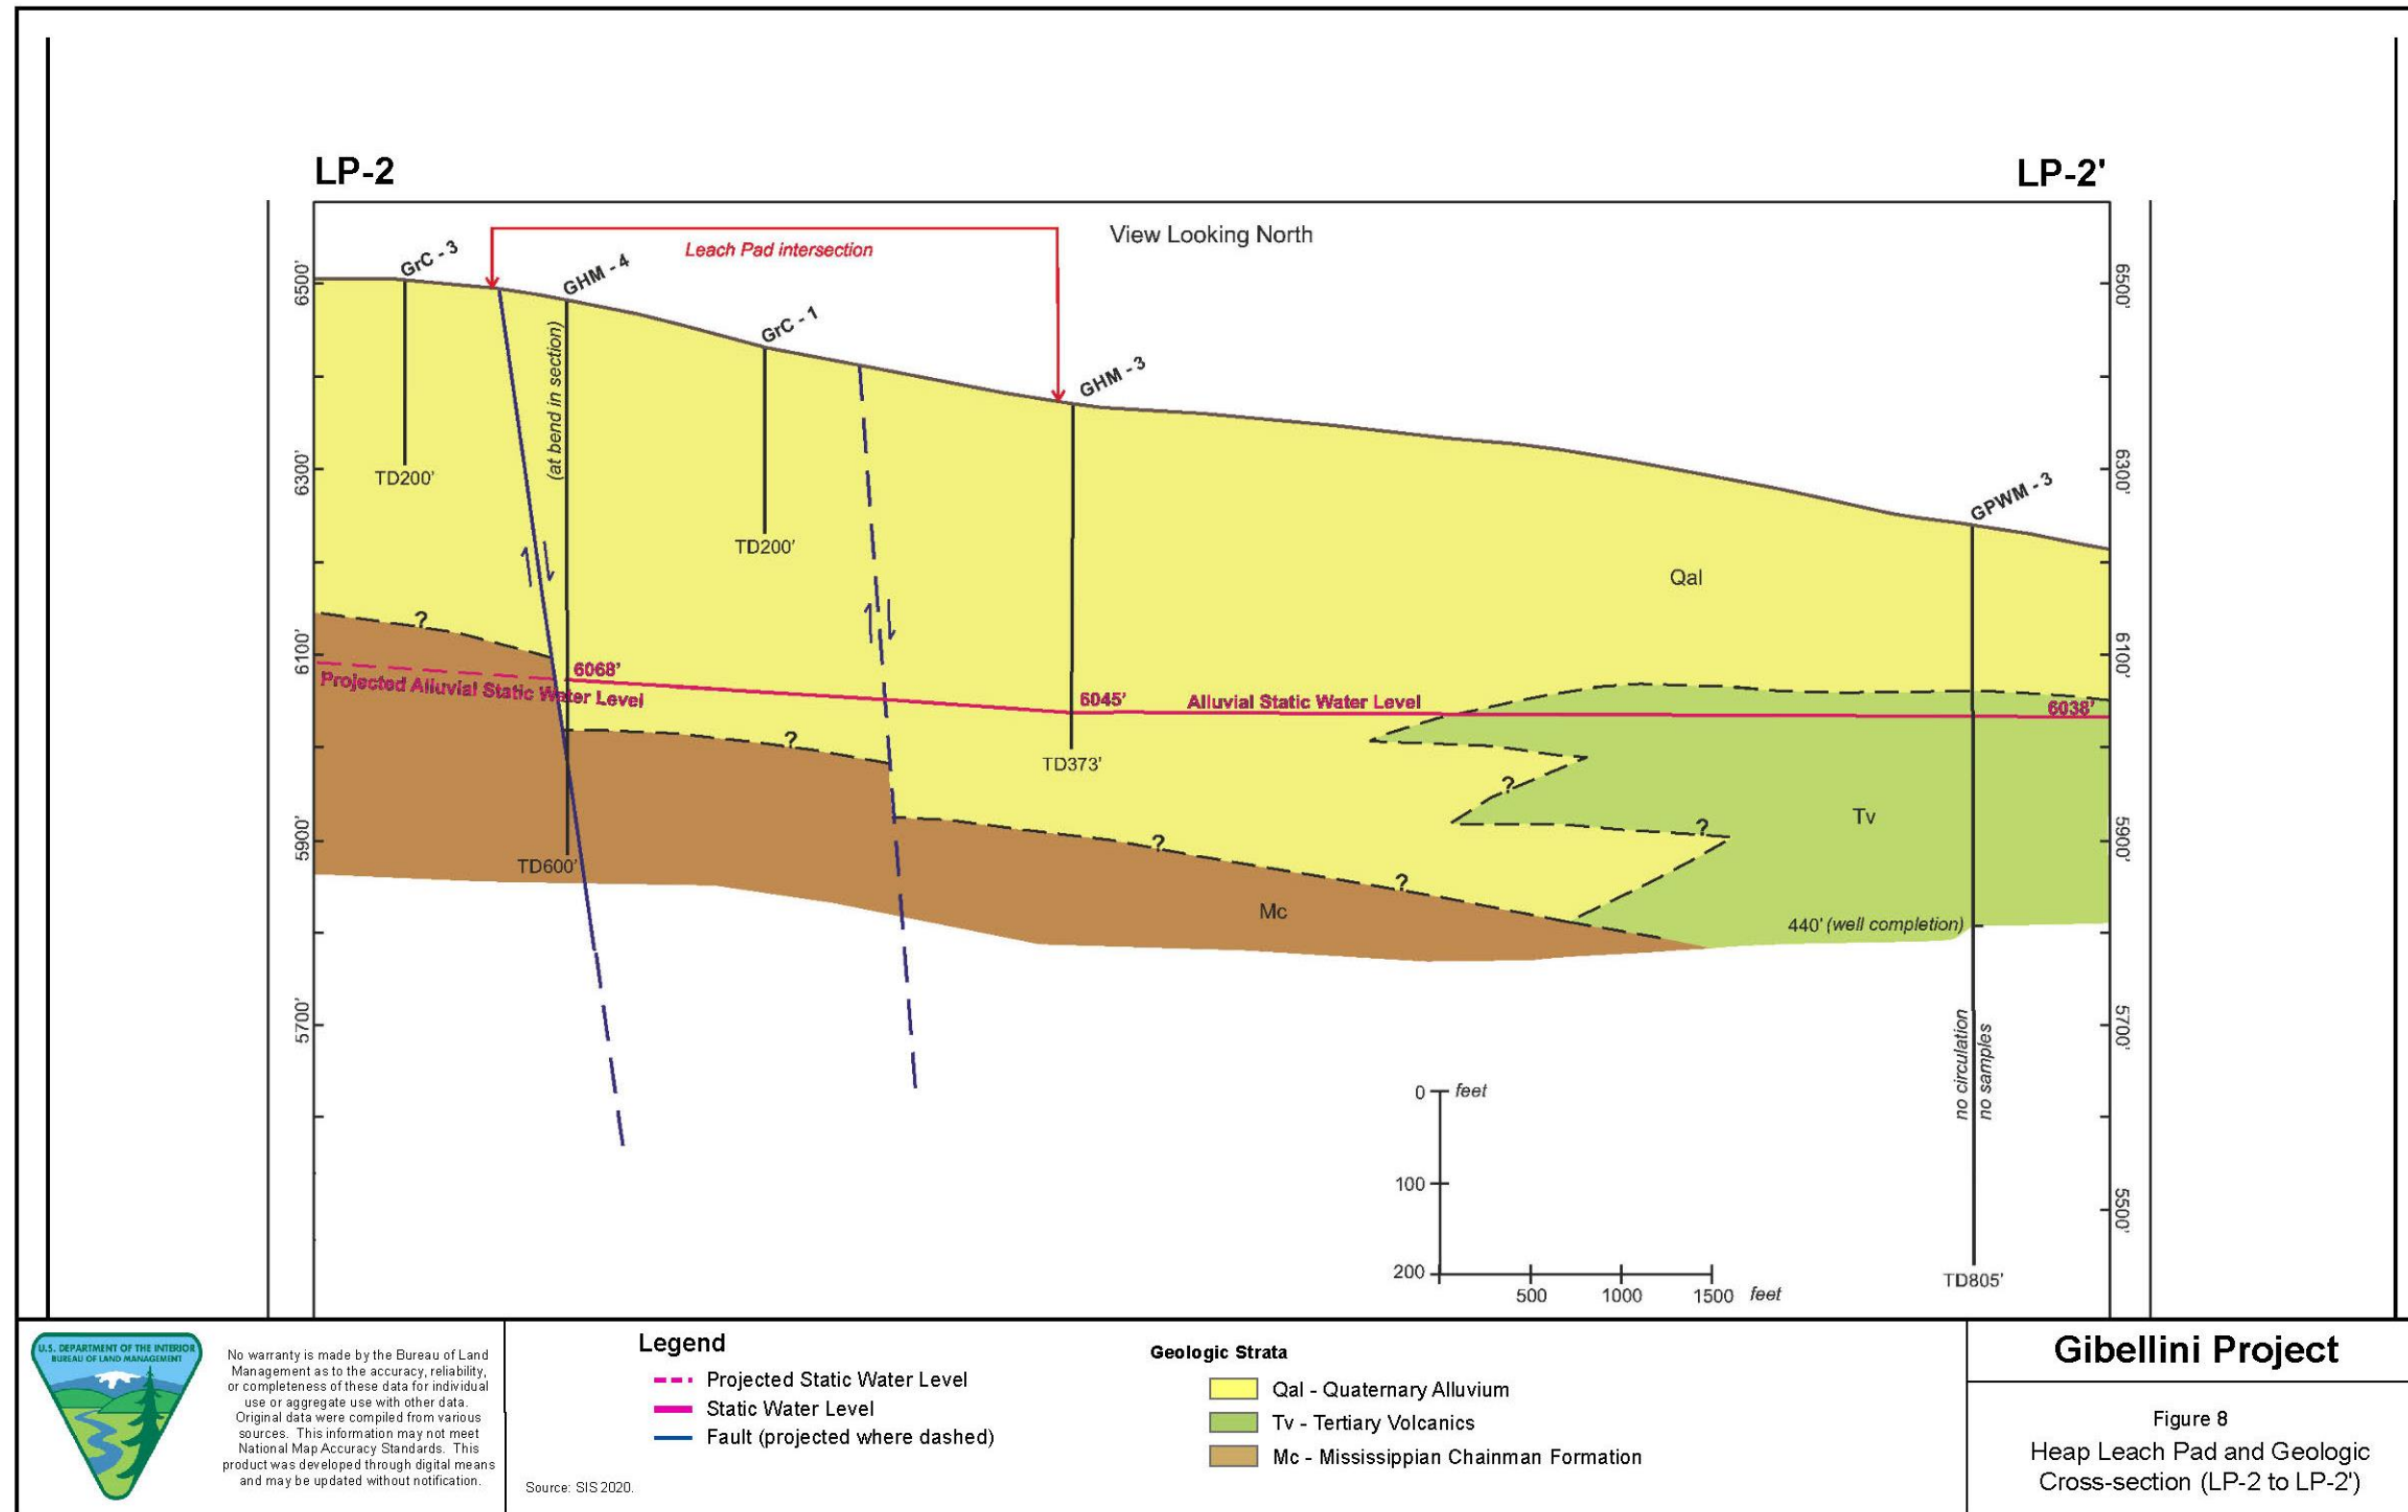 LP-2
LP-2'
View Looking North
Leach Pad intersection
GrC - 3
GHM - 4
GrC - 1
GHM - 3
GPWM - 3
(at bend in section)
6500'
6300'
6100'
5900'
5700'
6500'
6300'
6100'
5900'
5700'
5500'
TD200'
TD200'
Qal
?
6068'
Projected Alluvial Static Water Level
6045'
Alluvial Static Water Level
6038'
?
TD373'
?
?
Tv
?
TD600'
?
Mc
440' (well completion)
no circulation
no samples
0
feet
100
200
500
1000
1500
feet
TD805'
U.S. DEPARTMENT OF THE INTERIOR
BUREAU OF LAND MANAGEMENT
No warranty is made by the Bureau of Land
Management as to the accuracy, reliability,
or completeness of these data for individual
use or aggregate use with other data.
Original data were compiled from various
sources. This information may not meet
National Map Accuracy Standards. This
product was developed through digital means
and may be updated without notification.
Source: SIS 2020.
Legend
Projected Static Water Level
Static Water Level
Fault (projected where dashed)
Geologic Strata
Qal - Quaternary Alluvium
Tv - Tertiary Volcanics
Mc - Mississippian Chainman Formation
Gibellini Project
Figure 8
Heap Leach Pad and Geologic
Cross-section (LP-2 to LP-2')